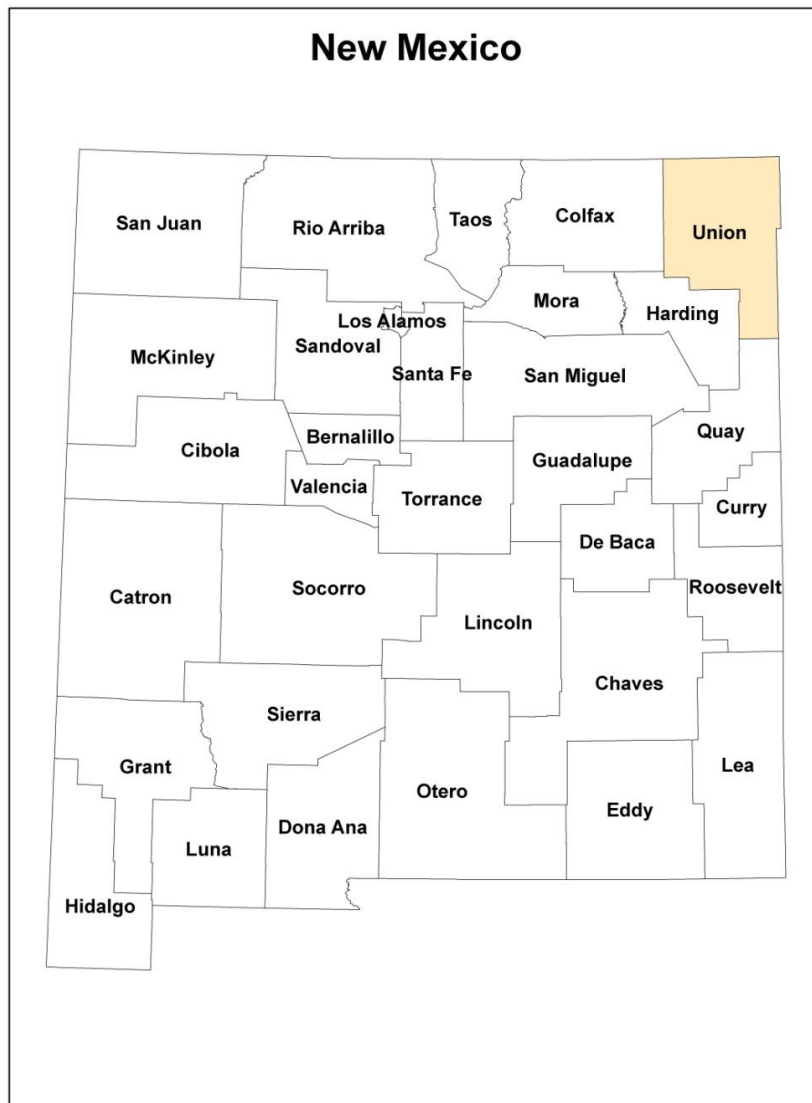 New Mexico
San Juan
Rio Arriba
Taos
Colfax
Union
Mora
Harding
Los Alamos
Sandoval
McKinley
Santa Fe
San Miguel
Bernalillo
Quay
Cibola
Guadalupe
Valencia
Torrance
Curry
De Baca
Catron
Socorro
Roosevelt
Lincoln
Chaves
Sierra
Grant
Lea
Otero
Eddy
Dona Ana
Luna
Hidalgo